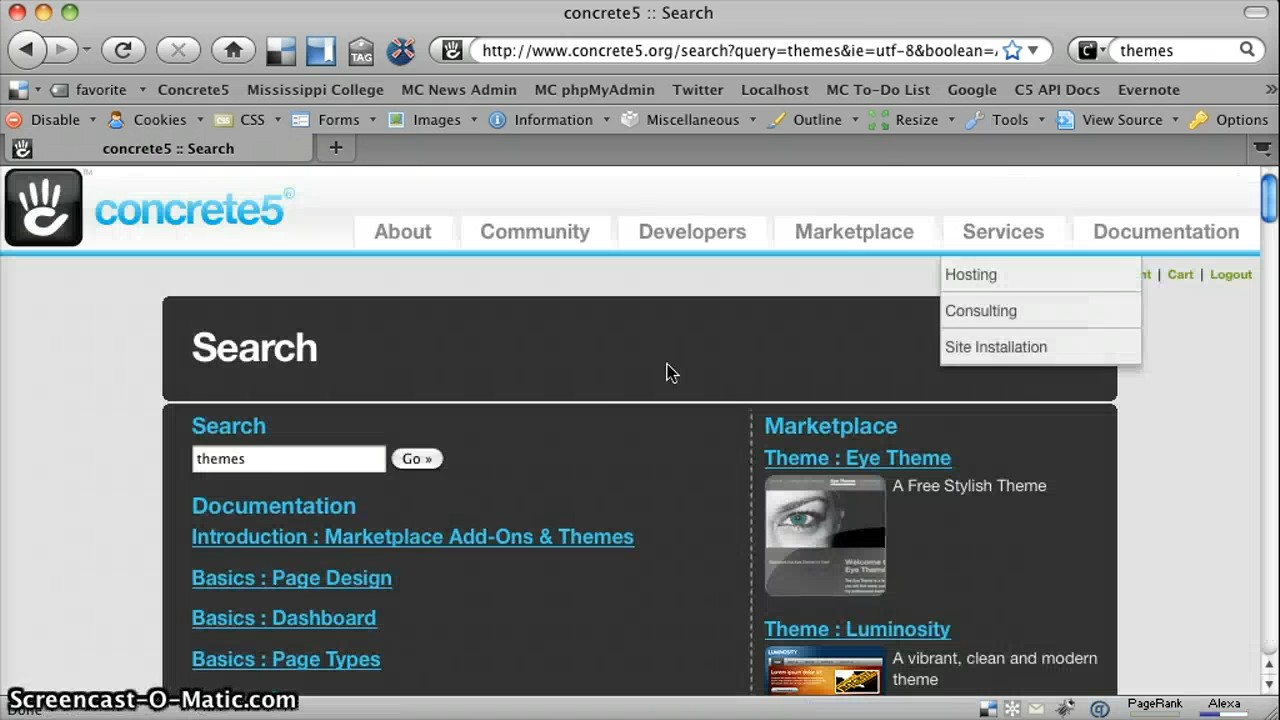 concrete5 :: Search
http://www.concrete5.org/search?query=themes&ie=utf-8&boolean=
themes
TAG
favorite Concrete5 Mississippi College MC News Admin MC phpMyAdmin Twitter Localhost MC To-Do List Google C5 API Docs Evernote
Disable Cookies CSS Forms Images Information Miscellaneous Outline Resize Tools View Source Options
concrete5 :: Search
concrete5
About Community Developers Marketplace Services Documentation
Cart | Logout
Hosting
Consulting
Site Installation
Search
Search
themes Go »
Documentation
Introduction : Marketplace Add-Ons & Themes
Basics : Page Design
Basics : Dashboard
Basics : Page Types
Marketplace
Theme : Eye Theme
A Free Stylish Theme
Theme : Luminosity
A vibrant, clean and modern
theme
Screencast-O-Matic.com
PageRank Alexa